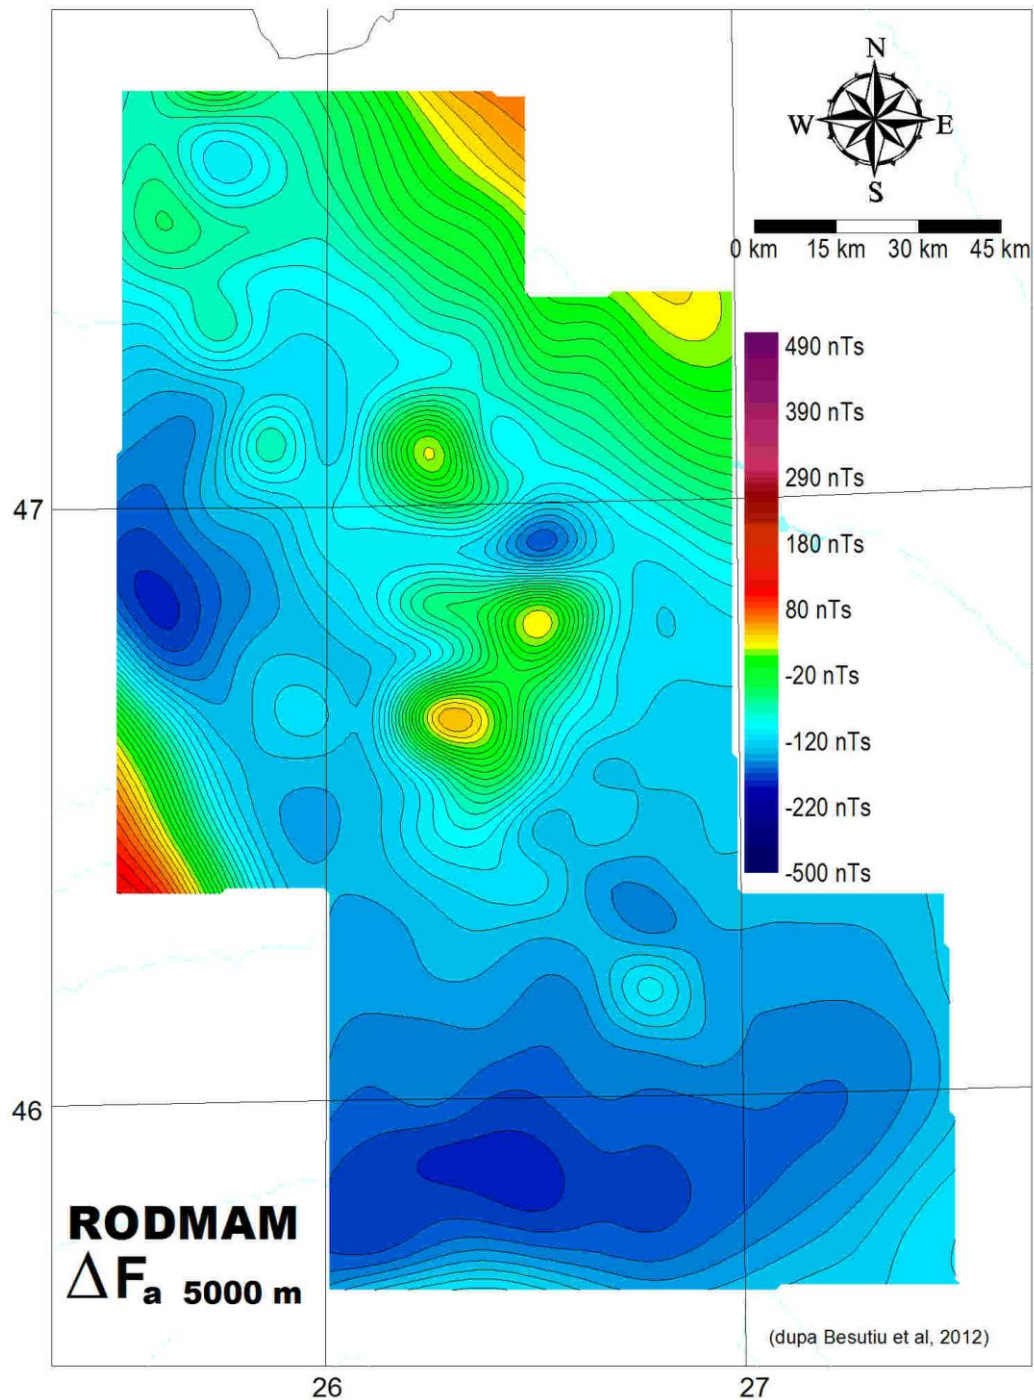 N
W E
S
0 km 15 km 30 km 45 km
490 nTs
390 nTs
290 nTs
47
180 nTs
80 nTs
-20 nTs
-120 nTs
-220 nTs
-500 nTs
46
RODMAM
ΔFa 5000 m
(dupa Besutiu et al, 2012)
26 27